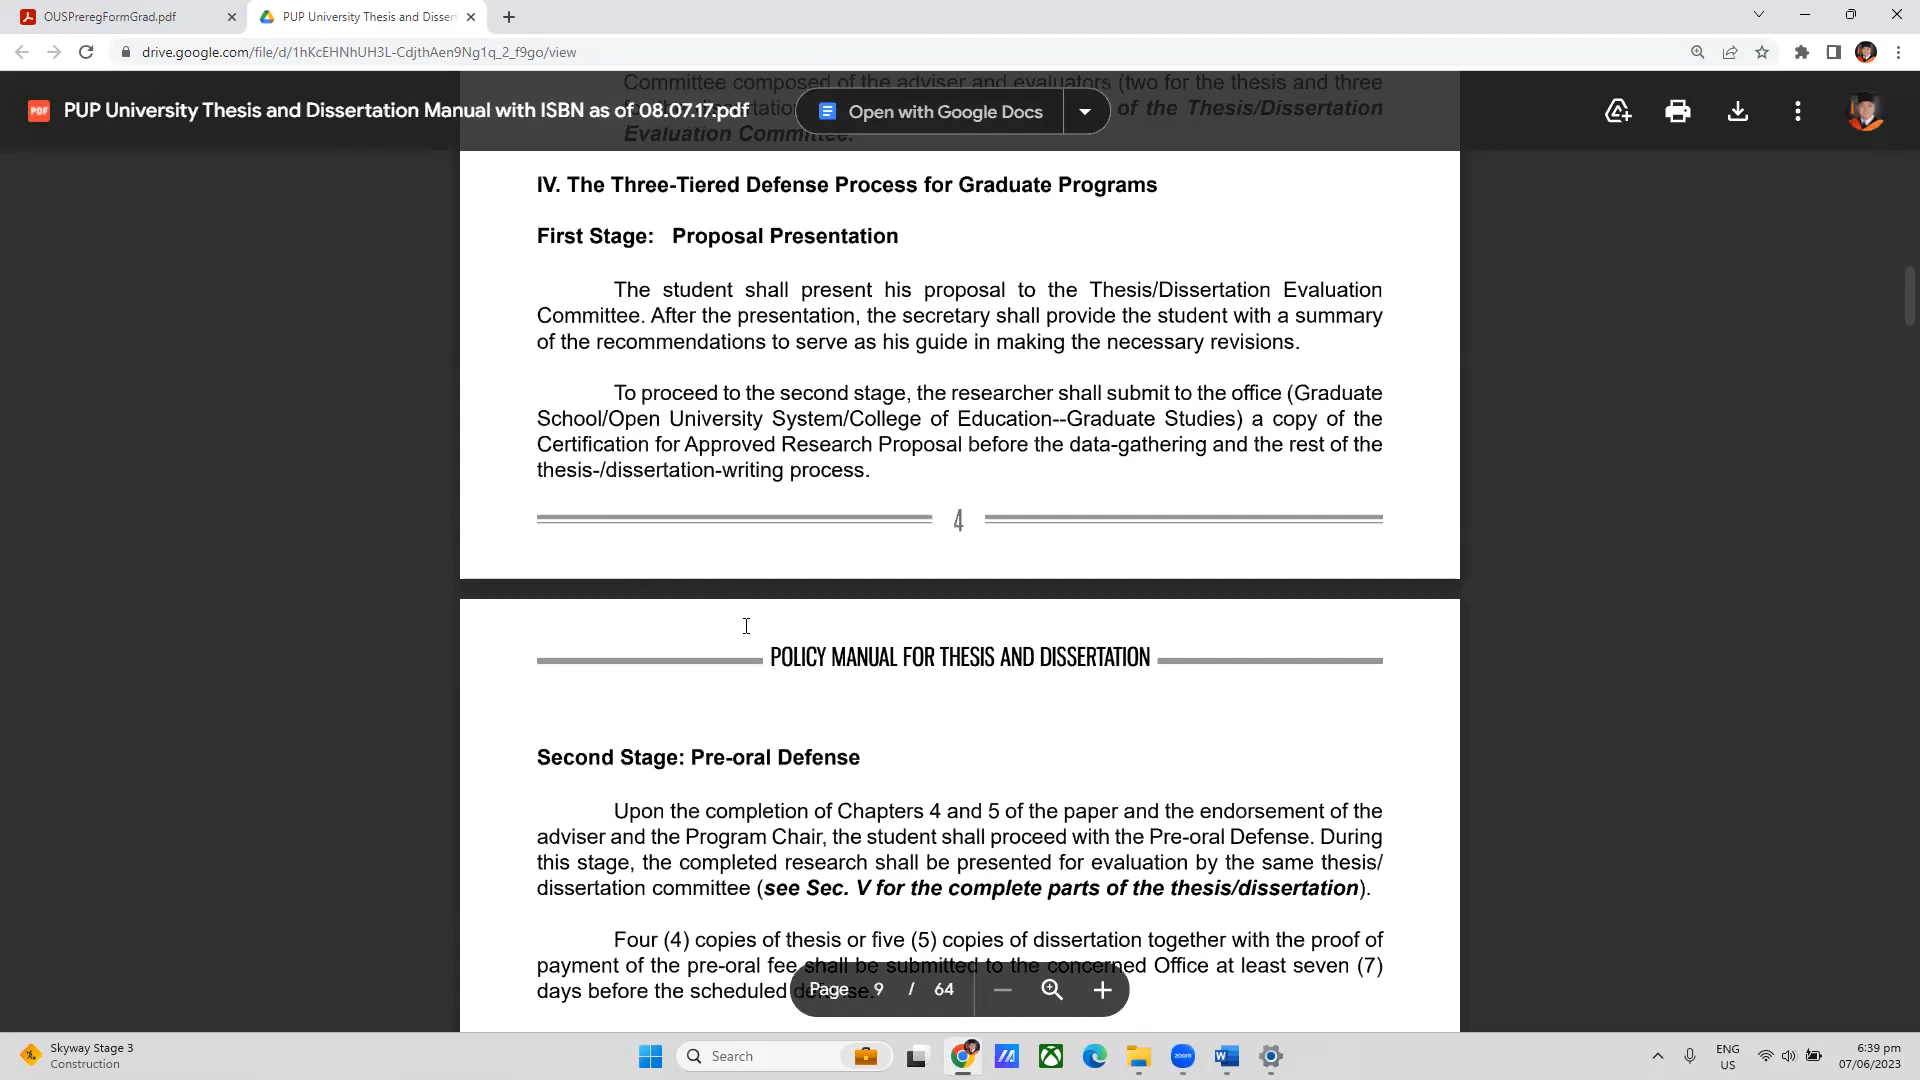 OUSPreregFormGrad.pdf
PUP University Thesis and Disser
drive.google.com/file/d/1hKcEHNhUH3L-CdjthAen9Ng1q_2_f9go/view
Committee composed of the adviser and evaluators (two for the thesis and three
PUP University Thesis and Dissertation Manual with ISBN as of 08.07.17.pdf
Open with Google Docs
of the Thesis/Dissertation
Evaluation Committee.
IV. The Three-Tiered Defense Process for Graduate Programs
First Stage: Proposal Presentation
The student shall present his proposal to the Thesis/Dissertation Evaluation
Committee. After the presentation, the secretary shall provide the student with a summary
of the recommendations to serve as his guide in making the necessary revisions.
To proceed to the second stage, the researcher shall submit to the office (Graduate
School/Open University System/College of Education--Graduate Studies) a copy of the
Certification for Approved Research Proposal before the data-gathering and the rest of the
thesis-/dissertation-writing process.
4
POLICY MANUAL FOR THESIS AND DISSERTATION
Second Stage: Pre-oral Defense
Upon the completion of Chapters 4 and 5 of the paper and the endorsement of the
adviser and the Program Chair, the student shall proceed with the Pre-oral Defense. During
this stage, the completed research shall be presented for evaluation by the same thesis/
dissertation committee (see Sec. V for the complete parts of the thesis/dissertation).
Four (4) copies of thesis or five (5) copies of dissertation together with the proof of
payment of the pre-oral fee shall be submitted to the concerned Office at least seven (7)
days before the scheduled defense.
Page 9 / 64
Skyway Stage 3
Construction
Search
zoom
ENG
US
6:39 pm
07/06/2023